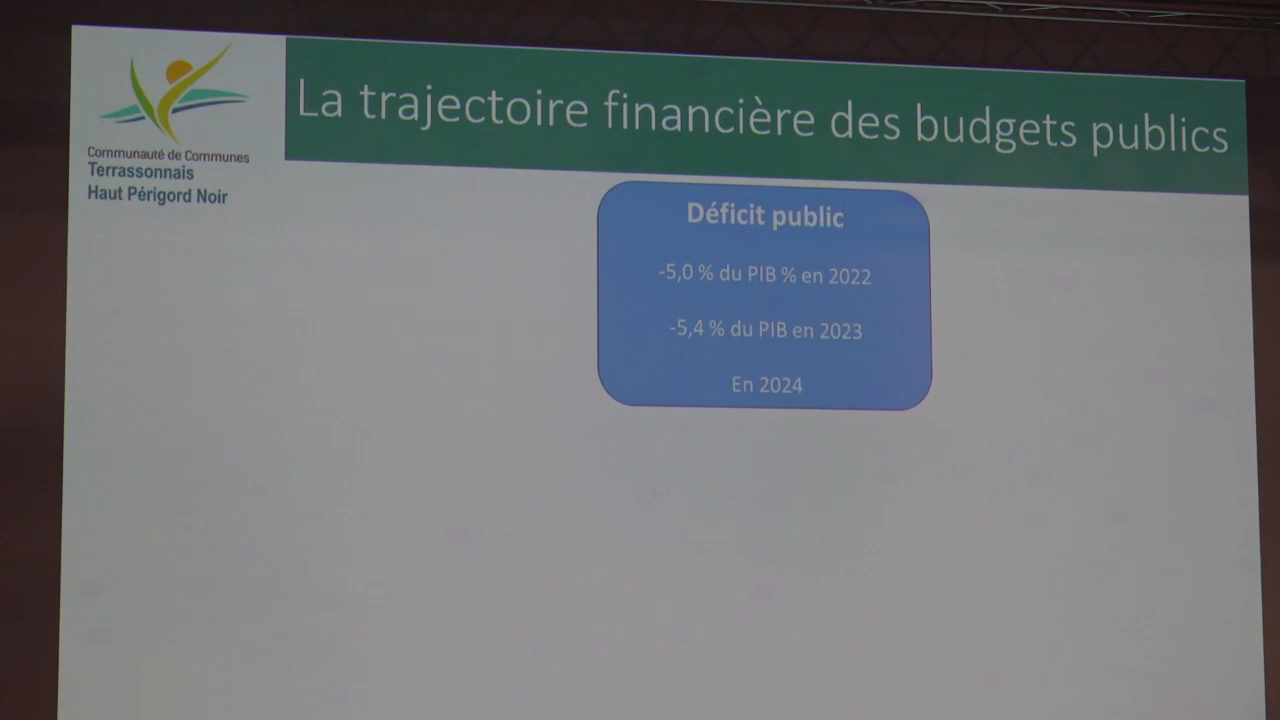 La trajectoire financière des budgets publics
Communauté de Communes
Terrassonnais
Haut Périgord Noir
Déficit public
-5,0 % du PIB % en 2022
-5,4 % du PIB en 2023
En 2024